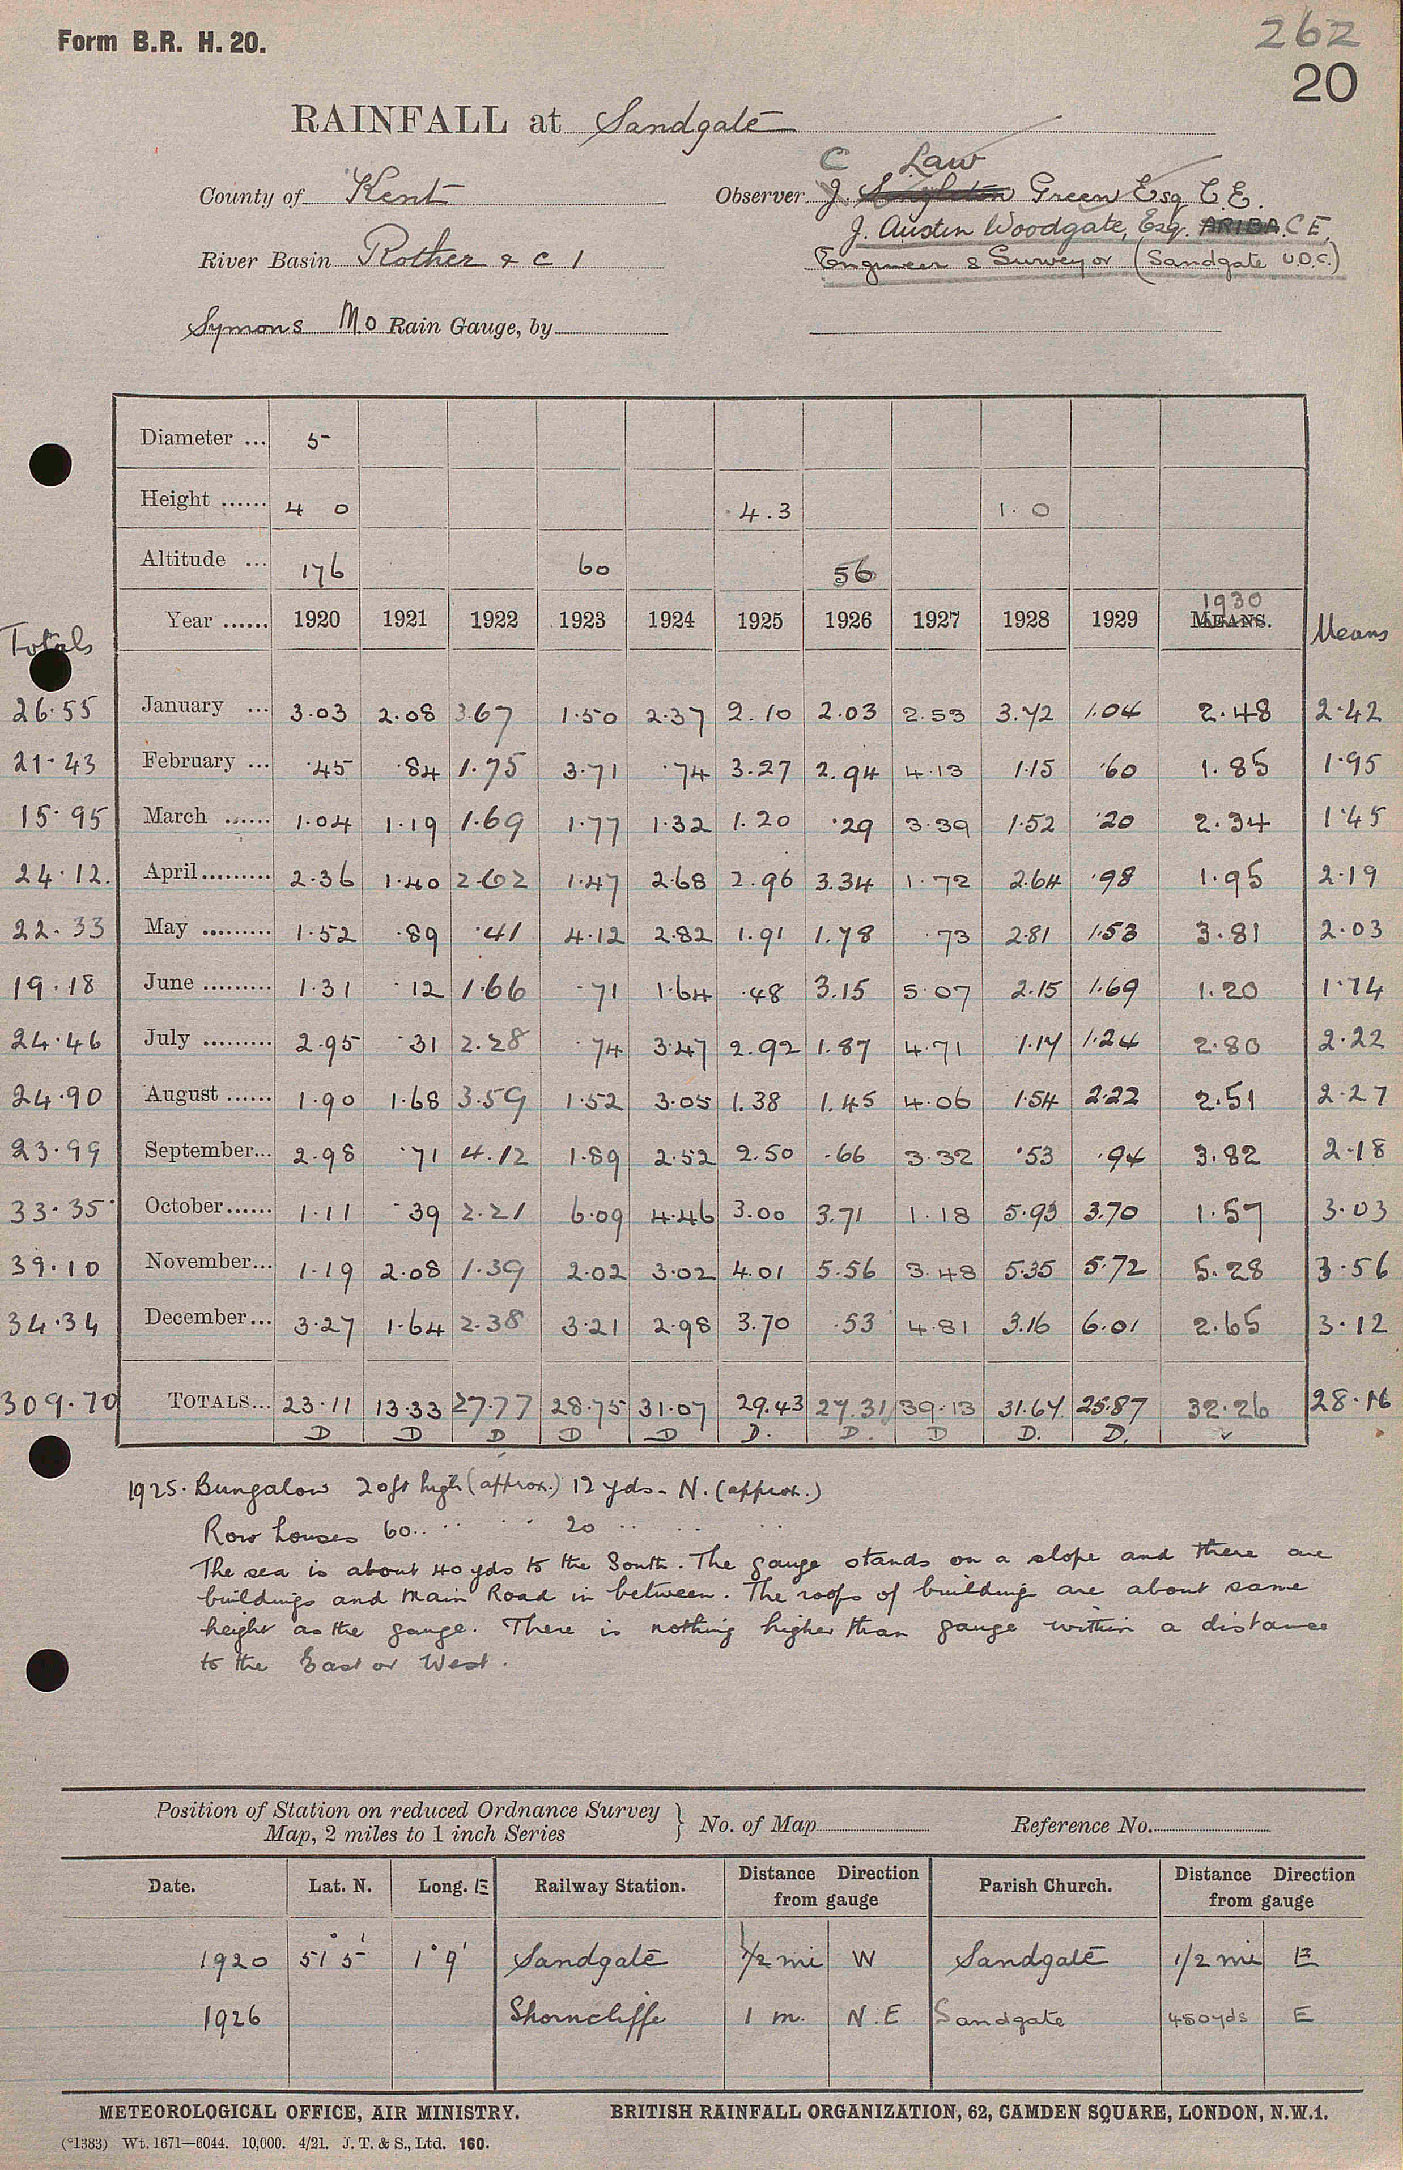 Form B.R. H. 20.
262
20
RAINFALL at Sandgate
C Law
County of Kent Observer J. Singleton Green Esq C.E.
J. Austin Woodgate, Esq. ARIBA. C E,
River Basin Rother & C 1 Engineer & Surveyor (Sandgate U.D.C.)
Symons Mo Rain Gauge, by
Diameter ... 5
Height ...... 4 0 4.3 1.0
Altitude ... 176 60 56
1930
Totals Year ...... 1920 1921 1922 1923 1924 1925 1926 1927 1928 1929 MEANS. Means
26.55 January ... 3.03 2.08 3.67 1.50 2.37 2.10 2.03 2.53 3.72 1.04 2.48 2.42
21.43 February ... .45 .84 1.75 3.71 .74 3.27 2.94 4.13 1.15 .60 1.85 1.95
15.95 March ...... 1.04 1.19 1.69 1.77 1.32 1.20 .29 3.39 1.52 .20 2.34 1.45
24.12. April......... 2.36 1.40 2.62 1.47 2.68 2.96 3.34 1.72 2.64 .98 1.95 2.19
22.33 May ......... 1.52 .89 .41 4.12 2.82 1.91 1.78 .73 2.81 1.53 3.81 2.03
19.18 June ......... 1.31 .12 1.66 .71 1.64 .48 3.15 5.07 2.15 1.69 1.20 1.74
24.46 July ......... 2.95 .31 2.28 .74 3.47 2.92 1.87 4.71 1.17 1.24 2.80 2.22
24.90 August ...... 1.90 1.68 3.59 1.52 3.05 1.38 1.45 4.06 1.54 2.22 2.51 2.27
23.99 September... 2.98 .71 4.12 1.89 2.52 2.50 .66 3.32 .53 .94 3.82 2.18
33.35 October...... 1.11 .39 2.21 6.09 4.46 3.00 3.71 1.18 5.93 3.70 1.57 3.03
39.10 November... 1.19 2.08 1.39 2.02 3.02 4.01 5.56 3.48 5.35 5.72 5.28 3.56
34.34 December... 3.27 1.64 2.38 3.21 2.98 3.70 .53 4.81 3.16 6.01 2.65 3.12
309.70 TOTALS... 23.11 13.33 27.77 28.75 31.07 29.43 27.31 39.13 31.67 25.87 32.26 28.16
D D D D D D. D. D D. D.
1925. Bungalow 20ft high (approx.) 12 yds. N. (approx.)
Row houses 60 .. .. .. 20 .. .. ..
The sea is about 40 yds to the South. The gauge stands on a slope and there are
buildings and Main Road in between. The roofs of buildings are about same
height as the gauge. There is nothing higher than gauge within a distance
to the East or West.
Position of Station on reduced Ordnance Survey
Map, 2 miles to 1 inch Series } No. of Map Reference No.
Date. Lat. N. Long. E Railway Station. Distance Direction from gauge Parish Church. Distance Direction from gauge
1920 51° 5' 1° 9' Sandgate 1/2 mi W Sandgate 1/2 mi E
1926 Shorncliffe 1 m. N.E Sandgate 450yds E
METEOROLOGICAL OFFICE, AIR MINISTRY. BRITISH RAINFALL ORGANIZATION, 62, CAMDEN SQUARE, LONDON, N.W.1.
(*1383) Wt. 1671—6044. 10,000. 4/21. J. T. & S., Ltd. 160.